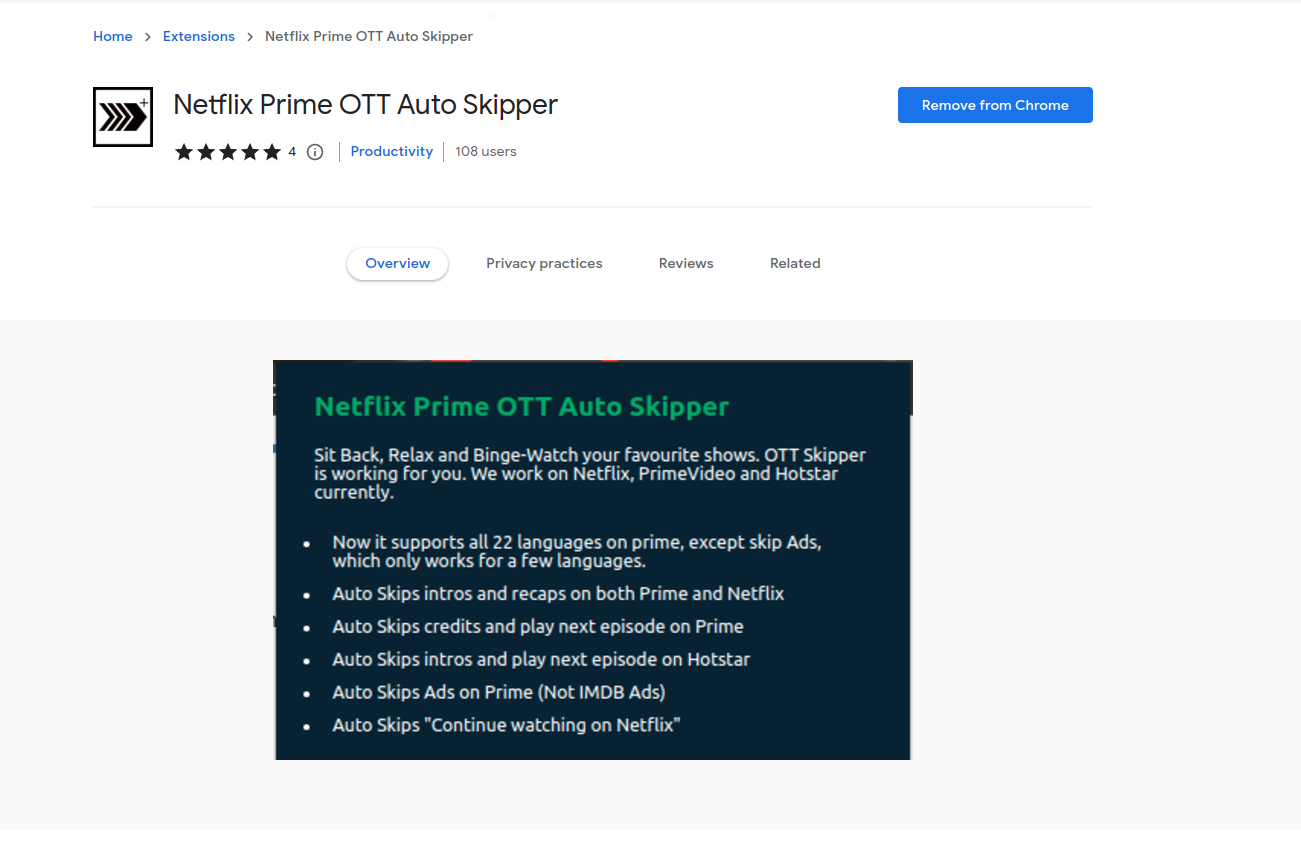 Home > Extensions > Netflix Prime OTT Auto Skipper
Netflix Prime OTT Auto Skipper
Remove from Chrome
4 Productivity 108 users
Overview Privacy practices Reviews Related
Netflix Prime OTT Auto Skipper
Sit Back, Relax and Binge-Watch your favourite shows. OTT Skipper
is working for you. We work on Netflix, PrimeVideo and Hotstar
currently.
• Now it supports all 22 languages on prime, except skip Ads,
which only works for a few languages.
• Auto Skips intros and recaps on both Prime and Netflix
• Auto Skips credits and play next episode on Prime
• Auto Skips intros and play next episode on Hotstar
• Auto Skips Ads on Prime (Not IMDB Ads)
• Auto Skips "Continue watching on Netflix"